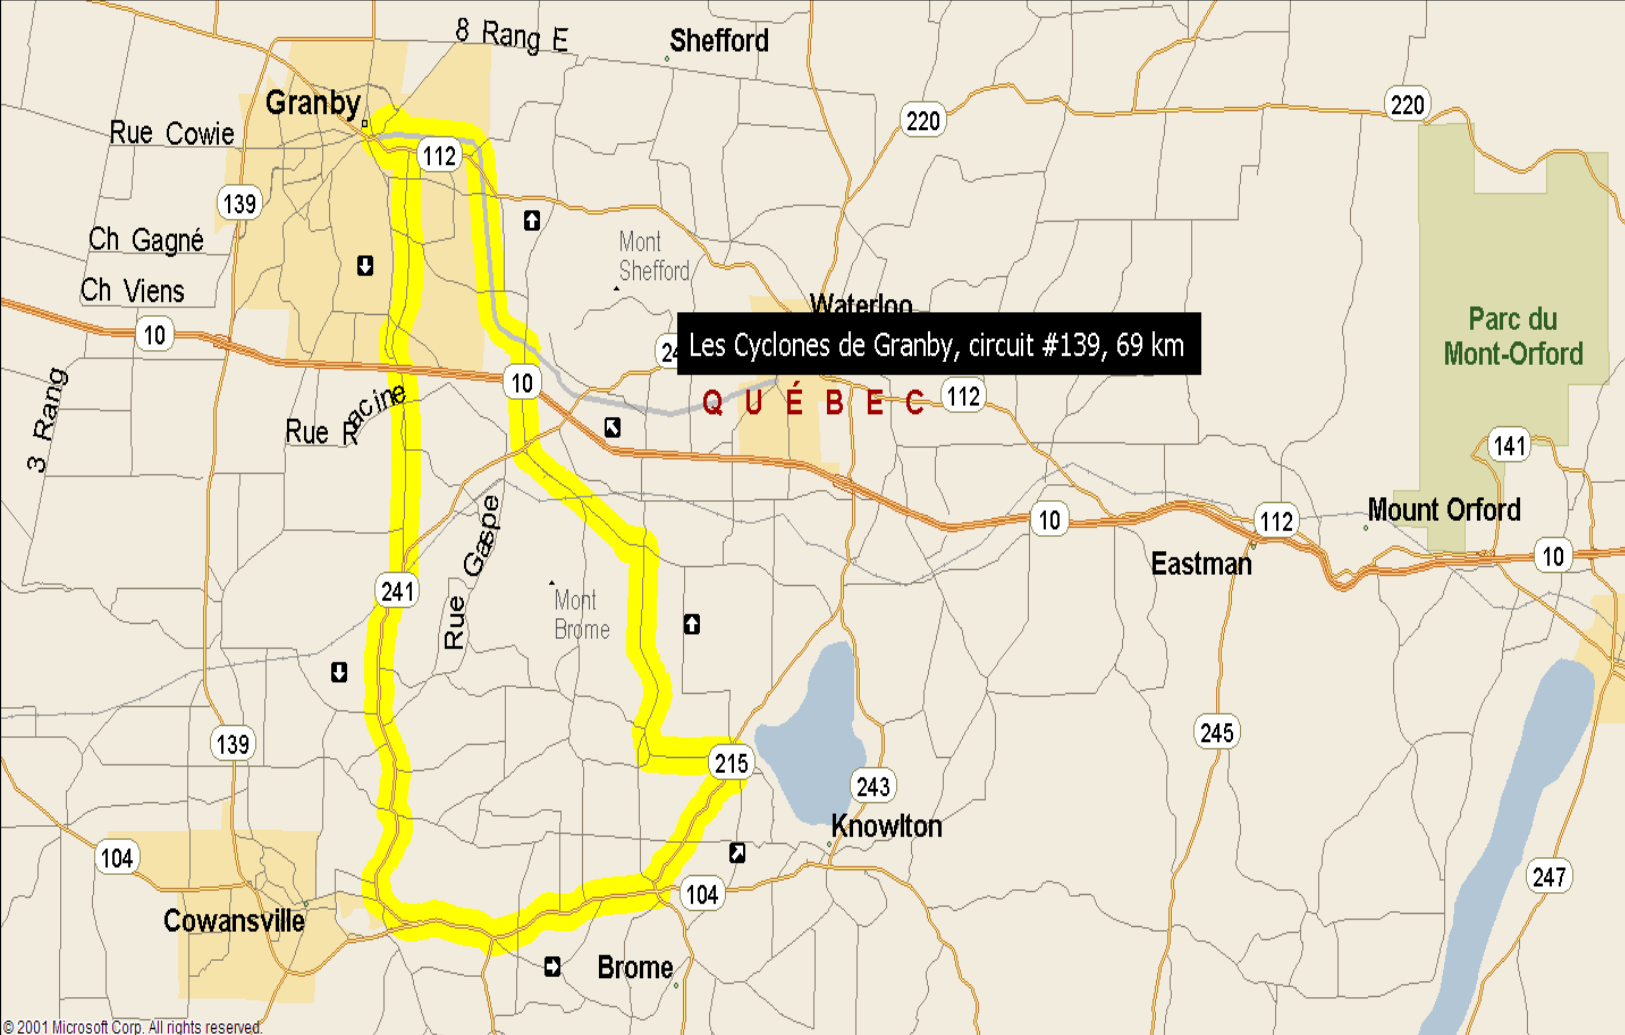 8 Rang E
Shefford
Granby
Rue Cowie
112
220
220
139
Ch Gagné
Mont
Shefford
Ch Viens
Waterloo
Parc du
Mont-Orford
10
Les Cyclones de Granby, circuit #139, 69 km
10
QUÉBEC
112
3 Rang
Rue Racine
141
Mount Orford
10
112
Eastman
10
Rue Gaspe
241
Mont
Brome
139
215
245
243
Knowlton
104
247
104
Cowansville
Brome
© 2001 Microsoft Corp. All rights reserved.